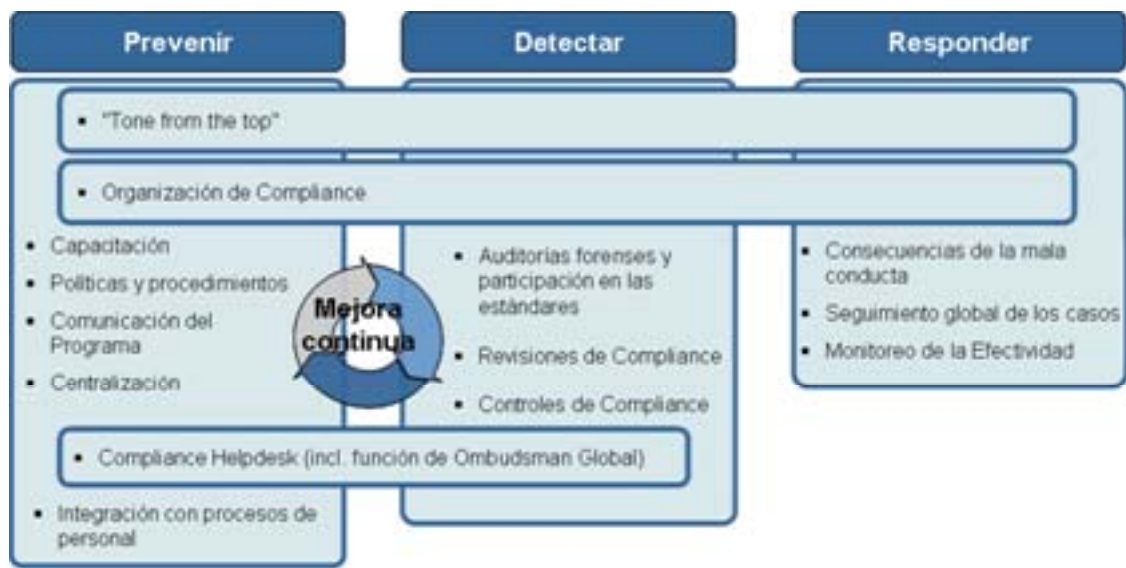 Prevenir
Detectar
Responder
▪ "Tone from the top"
▪ Organización de Compliance
▪ Capacitación
▪ Políticas y procedimientos
▪ Comunicación del
Programa
▪ Centralización
Mejora
continua
▪ Auditorías forenses y
participación en las
estándares
▪ Revisiones de Compliance
▪ Controles de Compliance
▪ Consecuencias de la mala
conducta
▪ Seguimiento global de los casos
▪ Monitoreo de la Efectividad
▪ Compliance Helpdesk (incl. función de Ombudsman Global)
▪ Integración con procesos de
personal